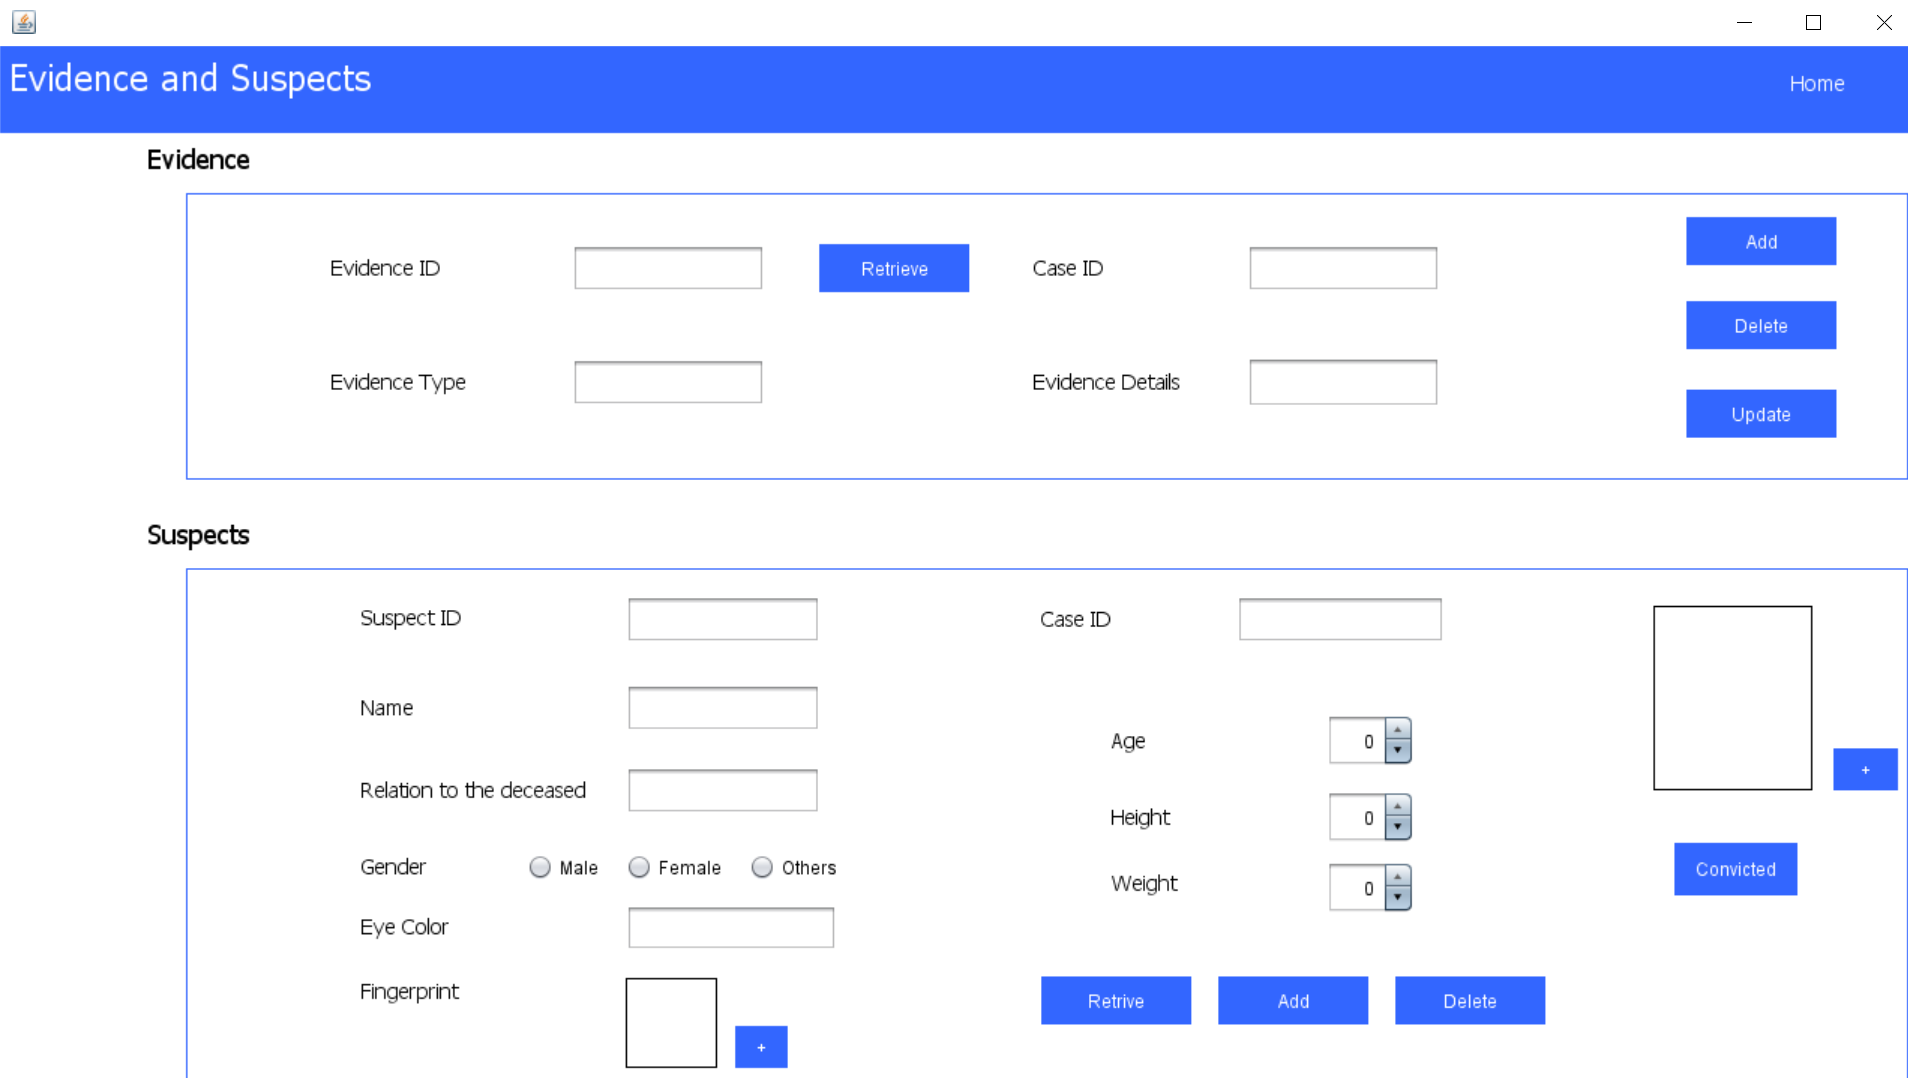 Evidence and Suspects
Home
Evidence
Evidence ID
Retrieve
Case ID
Add
Delete
Evidence Type
Evidence Details
Update
Suspects
Suspect ID
Case ID
Name
Age
0
+
Relation to the deceased
Height
0
Gender
Male
Female
Others
Weight
0
Convicted
Eye Color
Fingerprint
+
Retrive
Add
Delete